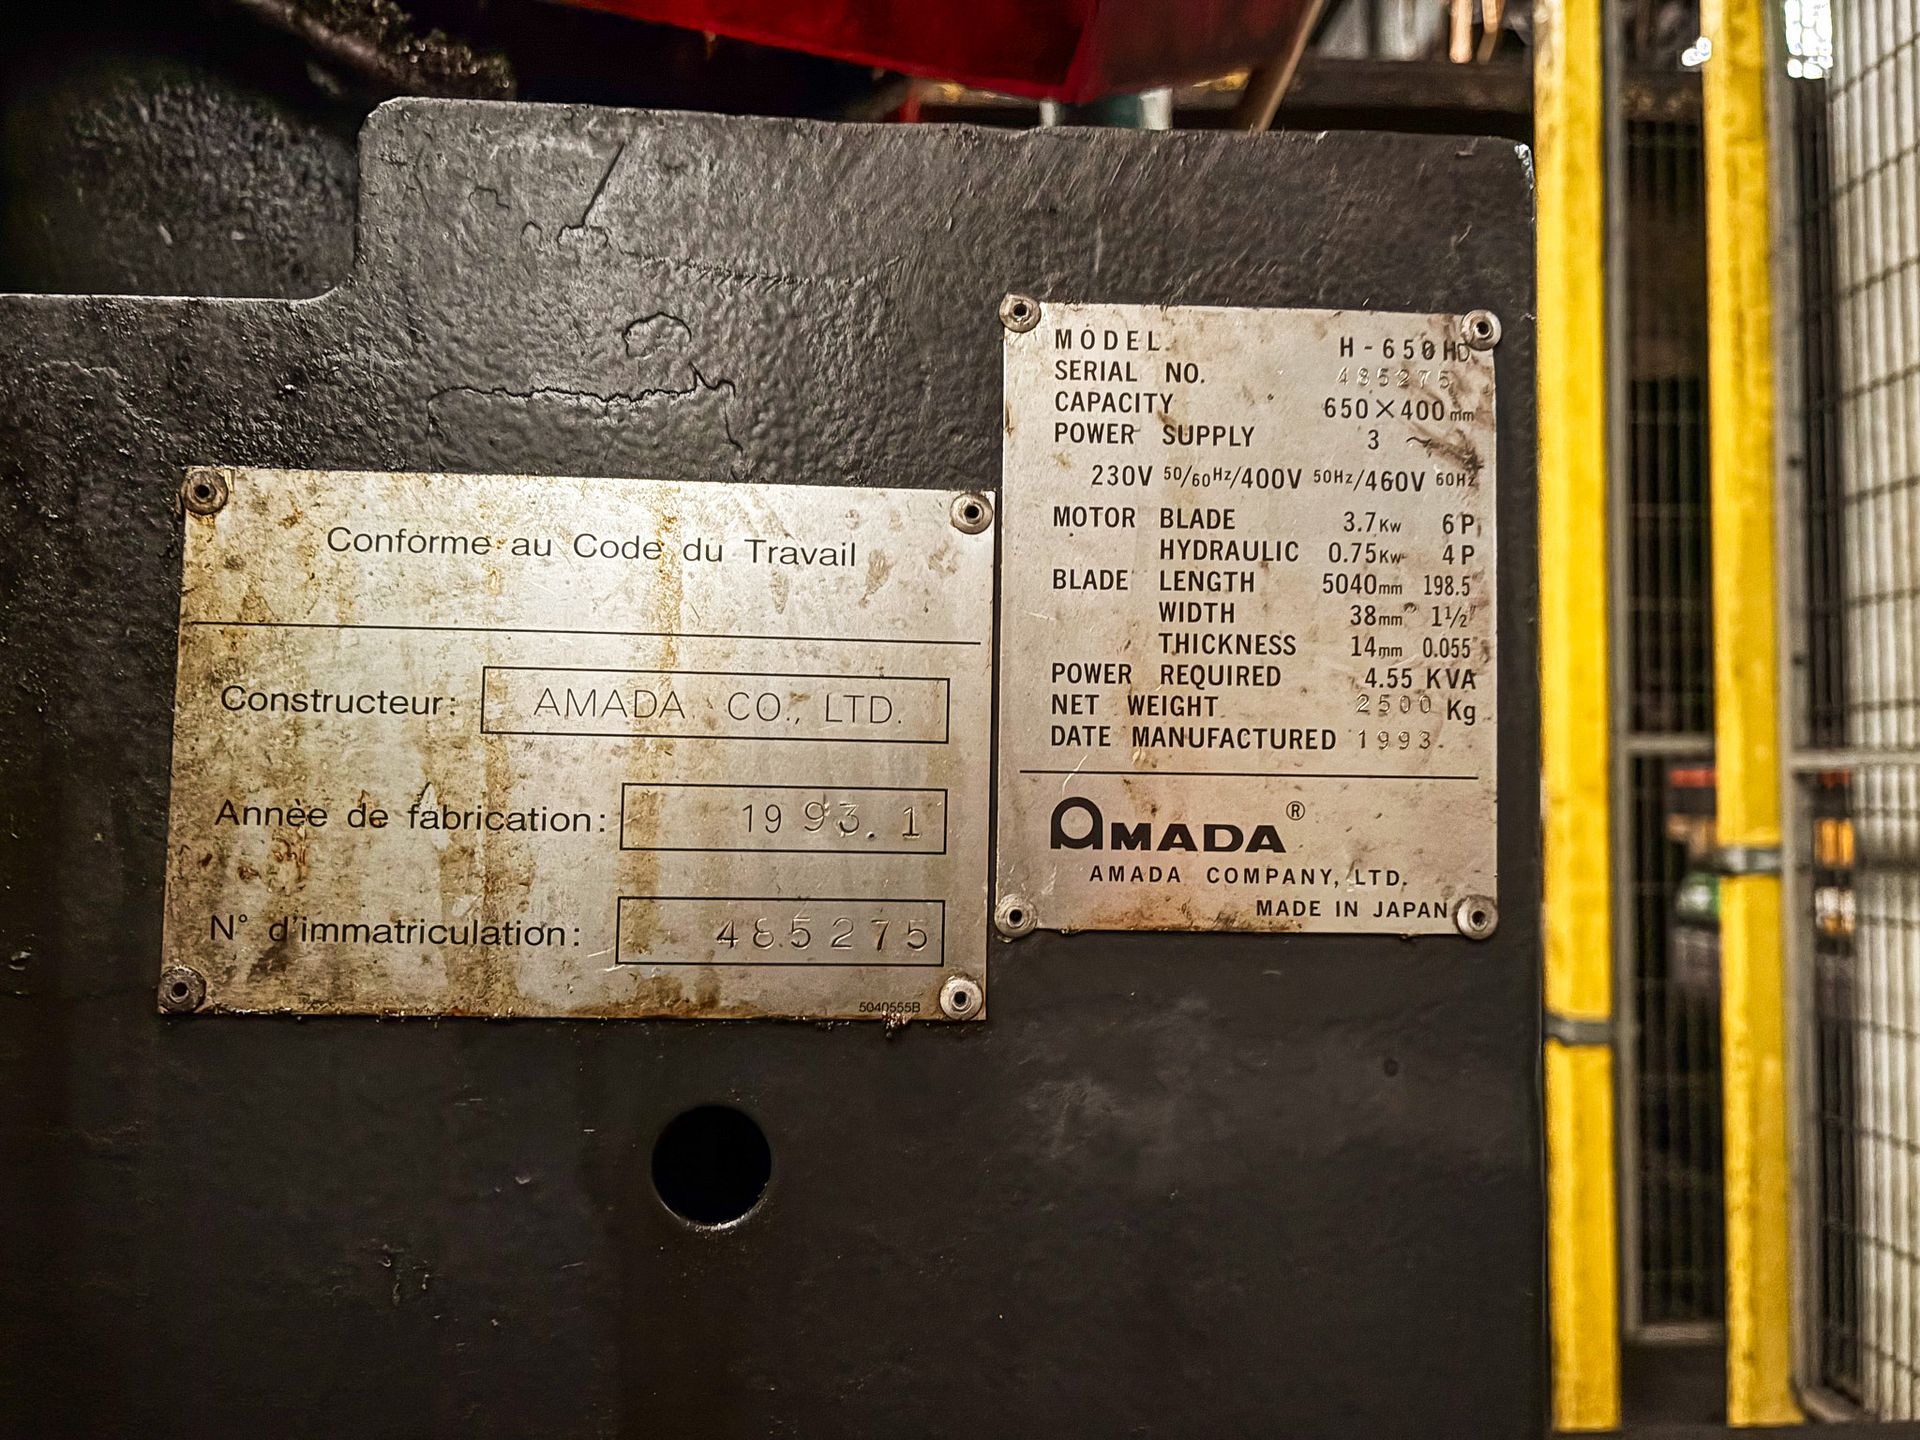 Conforme au Code du Travail
Constructeur: AMADA CO., LTD.
Annèe de fabrication: 1993.1
N° d'immatriculation: 485275
5040555B
MODEL H-650HD
SERIAL NO. 485275
CAPACITY 650×400mm
POWER SUPPLY 3 ~
230V 50/60Hz/400V 50Hz/460V 60Hz
MOTOR BLADE 3.7Kw 6P
HYDRAULIC 0.75Kw 4P
BLADE LENGTH 5040mm 198.5"
WIDTH 38mm 1½"
THICKNESS 14mm 0.055"
POWER REQUIRED 4.55 KVA
NET WEIGHT 2500 Kg
DATE MANUFACTURED 1993.
AMADA®
AMADA COMPANY, LTD.
MADE IN JAPAN